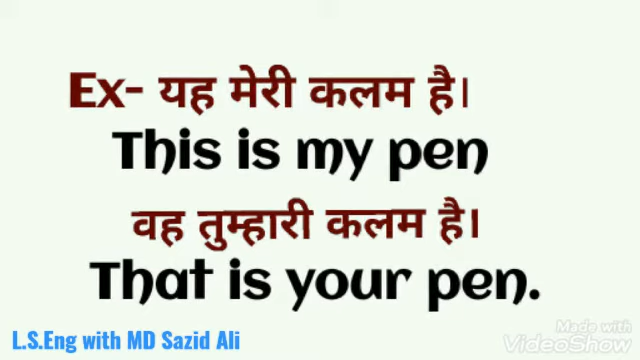 Ex- यह मेरी कलम है।
This is my pen
वह तुम्हारी कलम है।
That is your pen.
L.S.Eng with MD Sazid Ali
Made with
VideoShow